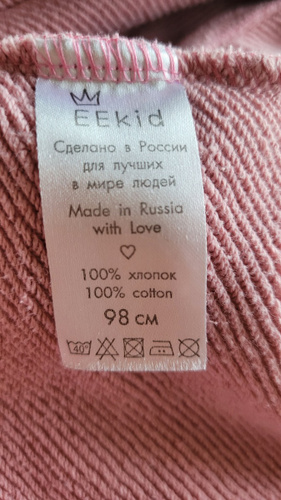 EEkid
Сделано в России
для лучших
в мире людей
Made in Russia
with Love
100% хлопок
100% cotton
98 см
40°